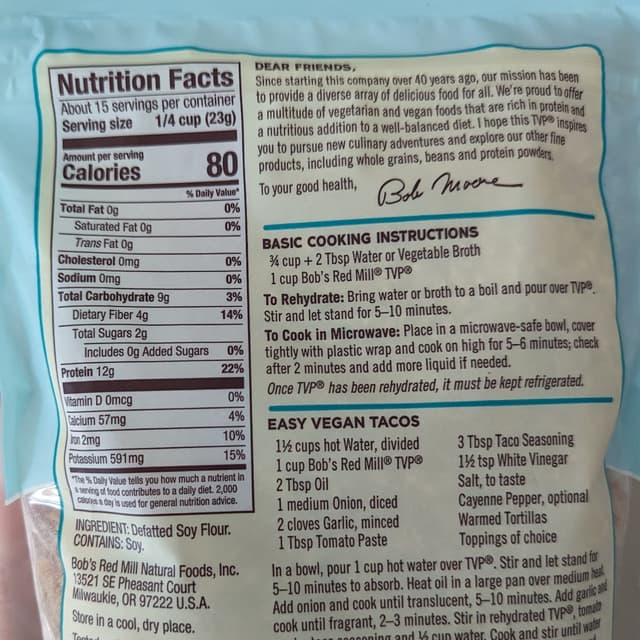 Nutrition Facts
About 15 servings per container
Serving size 1/4 cup (23g)
Amount per serving
Calories 80
% Daily Value*
Total Fat 0g 0%
Saturated Fat 0g 0%
Trans Fat 0g
Cholesterol 0mg 0%
Sodium 0mg 0%
Total Carbohydrate 9g 3%
Dietary Fiber 4g 14%
Total Sugars 2g
Includes 0g Added Sugars 0%
Protein 12g 22%
Vitamin D 0mcg 0%
Calcium 57mg 4%
Iron 2mg 10%
Potassium 591mg 15%
*The % Daily Value tells you how much a nutrient in
a serving of food contributes to a daily diet. 2,000
calories a day is used for general nutrition advice.
INGREDIENT: Defatted Soy Flour.
CONTAINS: Soy.
Bob's Red Mill Natural Foods, Inc.
13521 SE Pheasant Court
Milwaukie, OR 97222 U.S.A.
Store in a cool, dry place.
DEAR FRIENDS,
Since starting this company over 40 years ago, our mission has been
to provide a diverse array of delicious food for all. We're proud to offer
a multitude of vegetarian and vegan foods that are rich in protein and
a nutritious addition to a well-balanced diet. I hope this TVP® inspires
you to pursue new culinary adventures and explore our other fine
products, including whole grains, beans and protein powders.
To your good health, Bob Moore
BASIC COOKING INSTRUCTIONS
¾ cup + 2 Tbsp Water or Vegetable Broth
1 cup Bob's Red Mill® TVP®
To Rehydrate: Bring water or broth to a boil and pour over TVP®.
Stir and let stand for 5–10 minutes.
To Cook in Microwave: Place in a microwave-safe bowl, cover
tightly with plastic wrap and cook on high for 5–6 minutes; check
after 2 minutes and add more liquid if needed.
Once TVP® has been rehydrated, it must be kept refrigerated.
EASY VEGAN TACOS
1½ cups hot Water, divided
1 cup Bob's Red Mill® TVP®
2 Tbsp Oil
1 medium Onion, diced
2 cloves Garlic, minced
1 Tbsp Tomato Paste
3 Tbsp Taco Seasoning
1½ tsp White Vinegar
Salt, to taste
Cayenne Pepper, optional
Warmed Tortillas
Toppings of choice
In a bowl, pour 1 cup hot water over TVP®. Stir and let stand for
5–10 minutes to absorb. Heat oil in a large pan over medium heat.
Add onion and cook until translucent, 5–10 minutes. Add garlic and
cook until fragrant, 2–3 minutes. Stir in rehydrated TVP®, tomato
seasoning and ½ cup water. Cook and stir until water